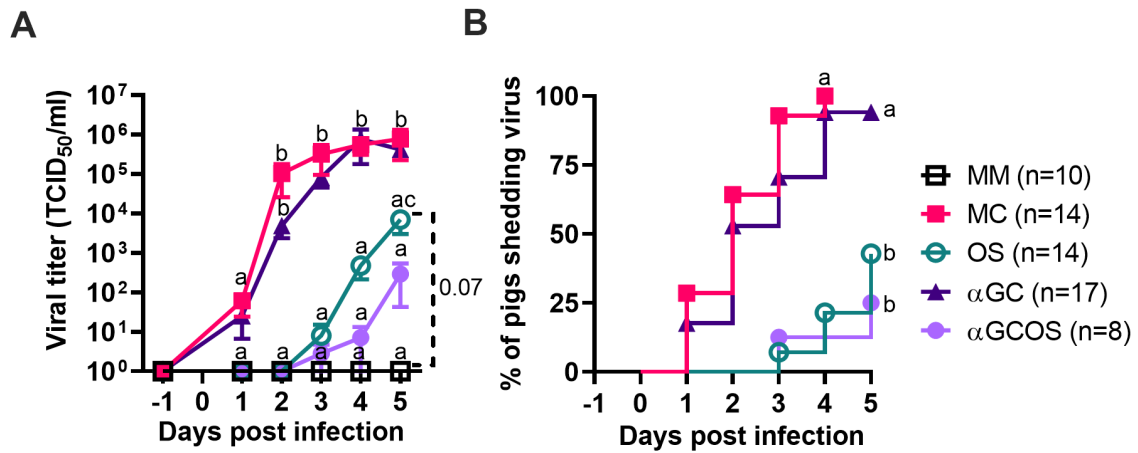 A
B
Viral titer (TCID50/ml)
10⁷
10⁶
10⁵
10⁴
10³
10²
10¹
10⁰
b
b
b
b
b
ac
a
a
a
a
a
a
a
a
a
a
a
0.07
-1 0 1 2 3 4 5
Days post infection
% of pigs shedding virus
100
75
50
25
0
a
a
b
b
-1 0 1 2 3 4 5
Days post infection
MM (n=10)
MC (n=14)
OS (n=14)
αGC (n=17)
αGCOS (n=8)